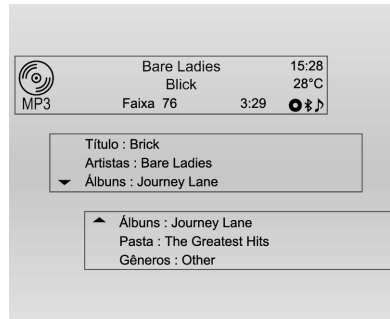 Bare Ladies 15:28
Blick 28°C
MP3 Faixa 76 3:29
Título : Brick
Artistas : Bare Ladies
Álbuns : Journey Lane
Álbuns : Journey Lane
Pasta : The Greatest Hits
Gêneros : Other